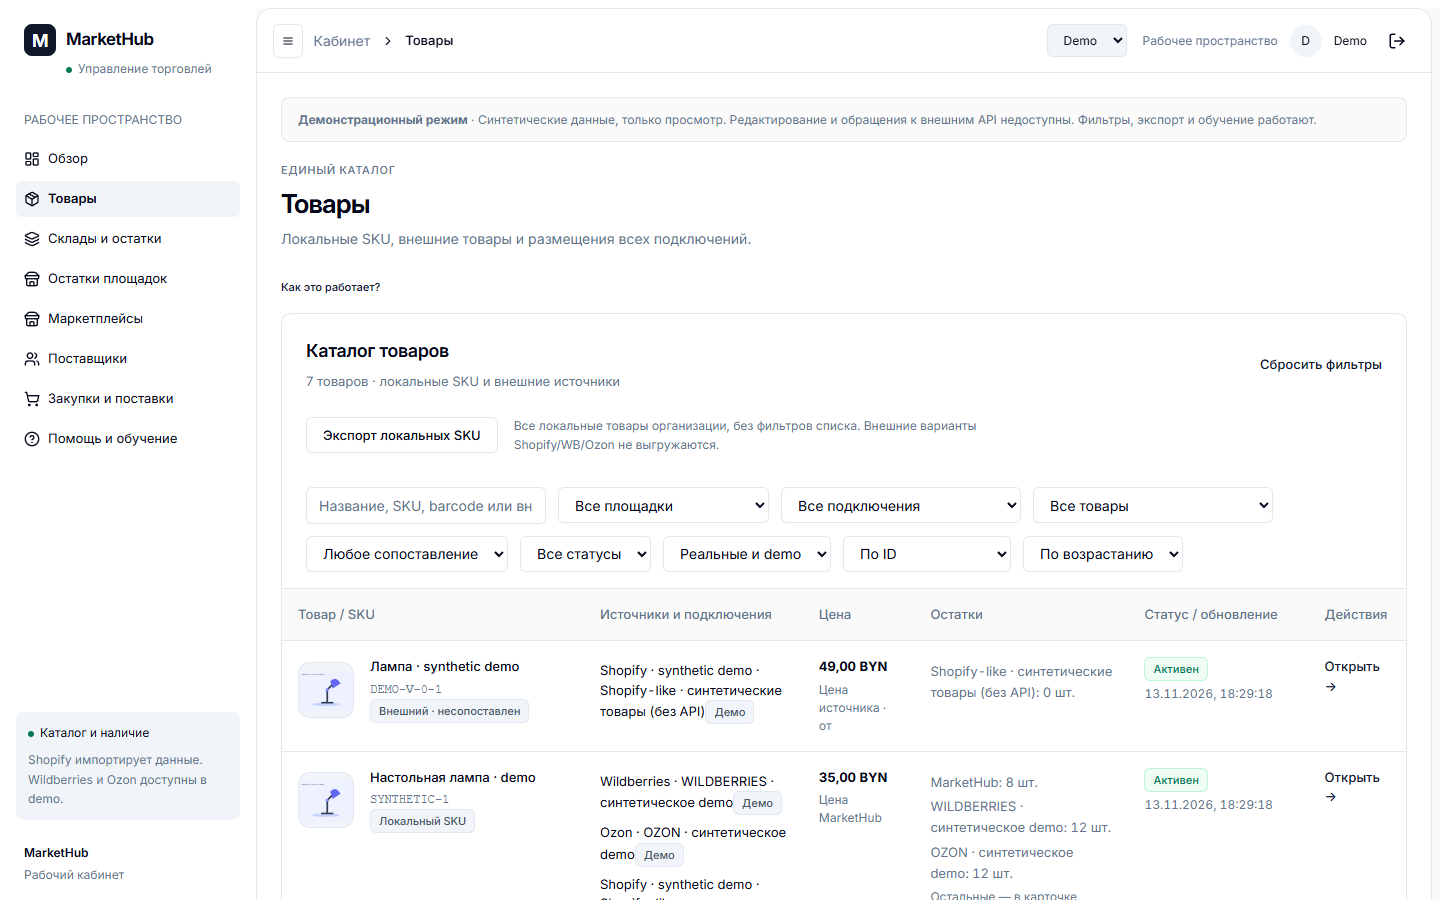 M MarketHub
Управление торговлей
РАБОЧЕЕ ПРОСТРАНСТВО
Обзор
Товары
Склады и остатки
Остатки площадок
Маркетплейсы
Поставщики
Закупки и поставки
Помощь и обучение
Каталог и наличие
Shopify импортирует данные.
Wildberries и Ozon доступны в
demo.
MarketHub
Рабочий кабинет
Кабинет > Товары
Demo Рабочее пространство D Demo
Демонстрационный режим · Синтетические данные, только просмотр. Редактирование и обращения к внешним API недоступны. Фильтры, экспорт и обучение работают.
ЕДИНЫЙ КАТАЛОГ
Товары
Локальные SKU, внешние товары и размещения всех подключений.
Как это работает?
Каталог товаров
7 товаров · локальные SKU и внешние источники
Сбросить фильтры
Экспорт локальных SKU
Все локальные товары организации, без фильтров списка. Внешние варианты
Shopify/WB/Ozon не выгружаются.
Название, SKU, barcode или вн Все площадки Все подключения Все товары
Любое сопоставление Все статусы Реальные и demo По ID По возрастанию
Товар / SKU Источники и подключения Цена Остатки Статус / обновление Действия
Лампа · synthetic demo
DEMO-V-0-1
Внешний · несопоставлен
Shopify · synthetic demo ·
Shopify-like · синтетические
товары (без API) Демо
49,00 BYN
Цена
источника ·
от
Shopify-like · синтетические
товары (без API): 0 шт.
Активен
13.11.2026, 18:29:18
Открыть
→
Настольная лампа · demo
SYNTHETIC-1
Локальный SKU
Wildberries · WILDBERRIES ·
синтетическое demo Демо
Ozon · OZON · синтетическое
demo Демо
Shopify · synthetic demo ·
35,00 BYN
Цена
MarketHub
MarketHub: 8 шт.
WILDBERRIES ·
синтетическое demo: 12 шт.
OZON · синтетическое
demo: 12 шт.
Остальные — в карточке
Активен
13.11.2026, 18:29:18
Открыть
→